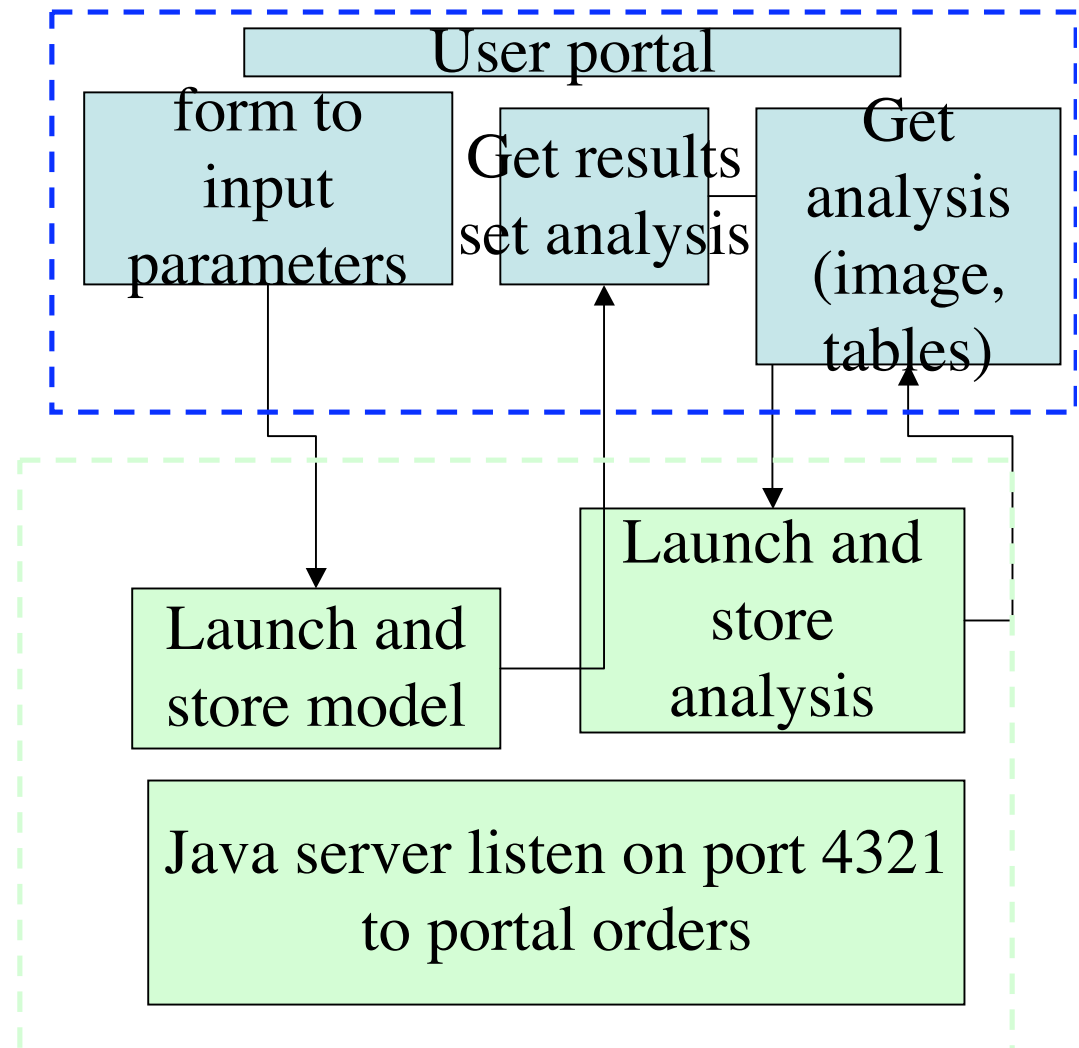 User portal
form to
input
parameters
Get results
set analysis
Get
analysis
(image,
tables)
Launch and
store model
Launch and
store
analysis
Java server listen on port 4321
to portal orders